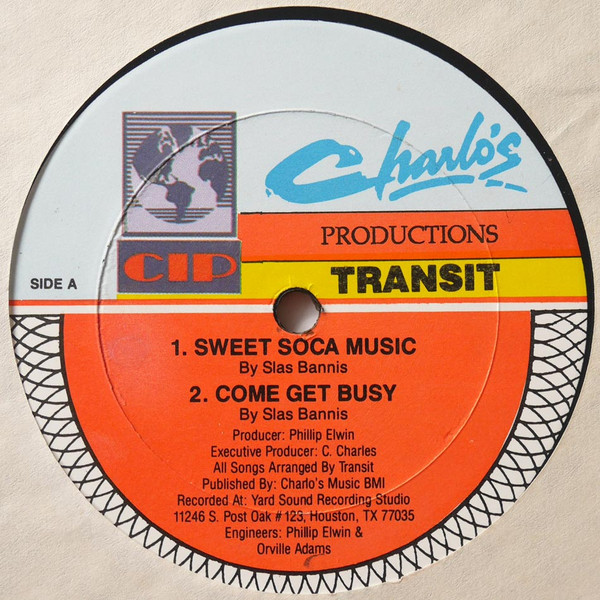 Charlo's
CID
PRODUCTIONS
TRANSIT
SIDE A
1. SWEET SOCA MUSIC
By Slas Bannis
2. COME GET BUSY
By Slas Bannis
Producer: Phillip Elwin
Executive Producer: C. Charles
All Songs Arranged By Transit
Published By: Charlo's Music BMI
Recorded At: Yard Sound Recording Studio
11246 S. Post Oak #123, Houston, TX 77035
Engineers: Phillip Elwin &
Orville Adams